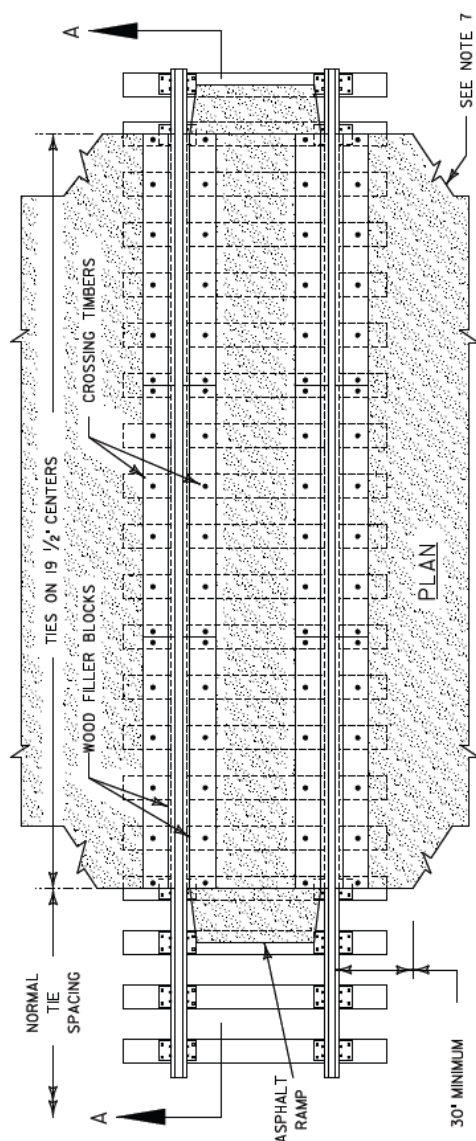 A
A
SEE NOTE 7
TIES ON 19 ½' CENTERS
CROSSING TIMBERS
WOOD FILLER BLOCKS
NORMAL
TIE
SPACING
PLAN
ASPHALT
RAMP
30' MINIMUM